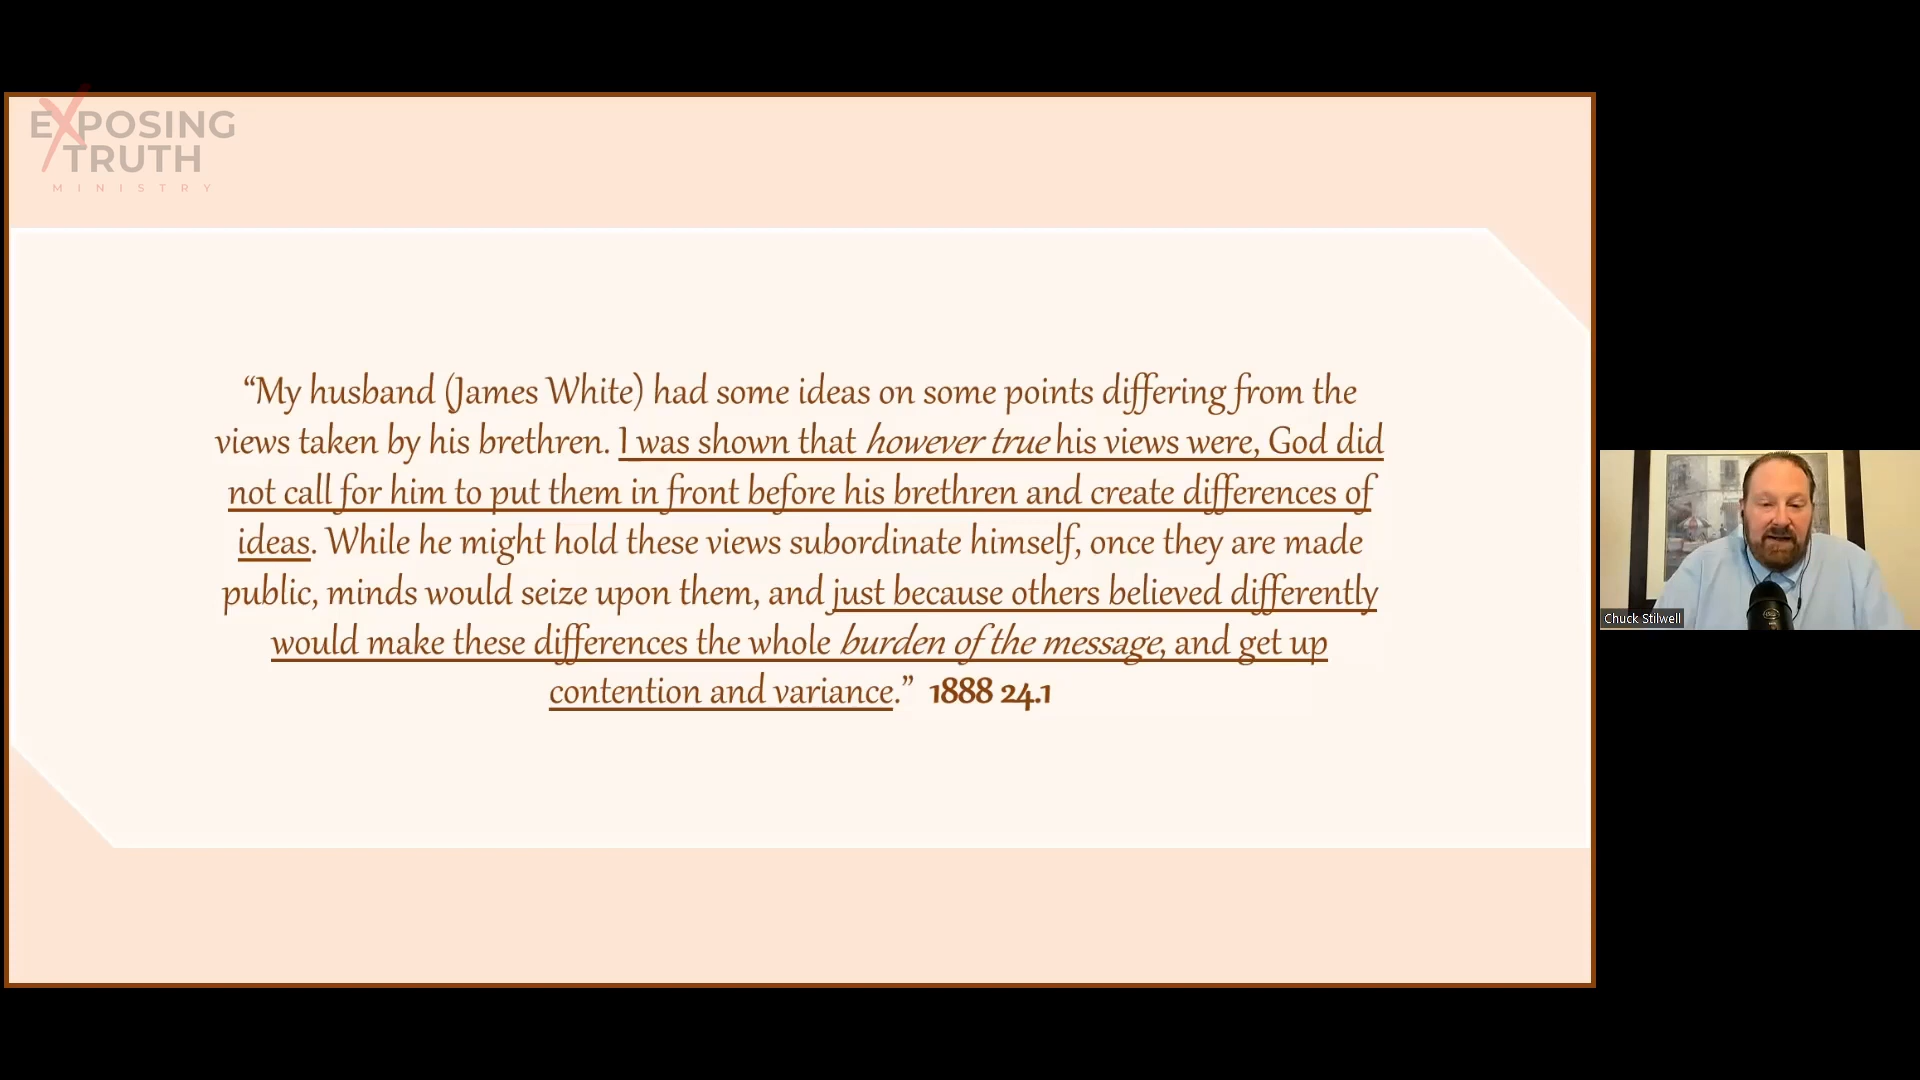 EXPOSING
TRUTH
MINISTRY
“My husband (James White) had some ideas on some points differing from the
views taken by his brethren. I was shown that however true his views were, God did
not call for him to put them in front before his brethren and create differences of
ideas. While he might hold these views subordinate himself, once they are made
public, minds would seize upon them, and just because others believed differently
would make these differences the whole burden of the message, and get up
contention and variance.” 1888 24.1
Chuck Stilwell